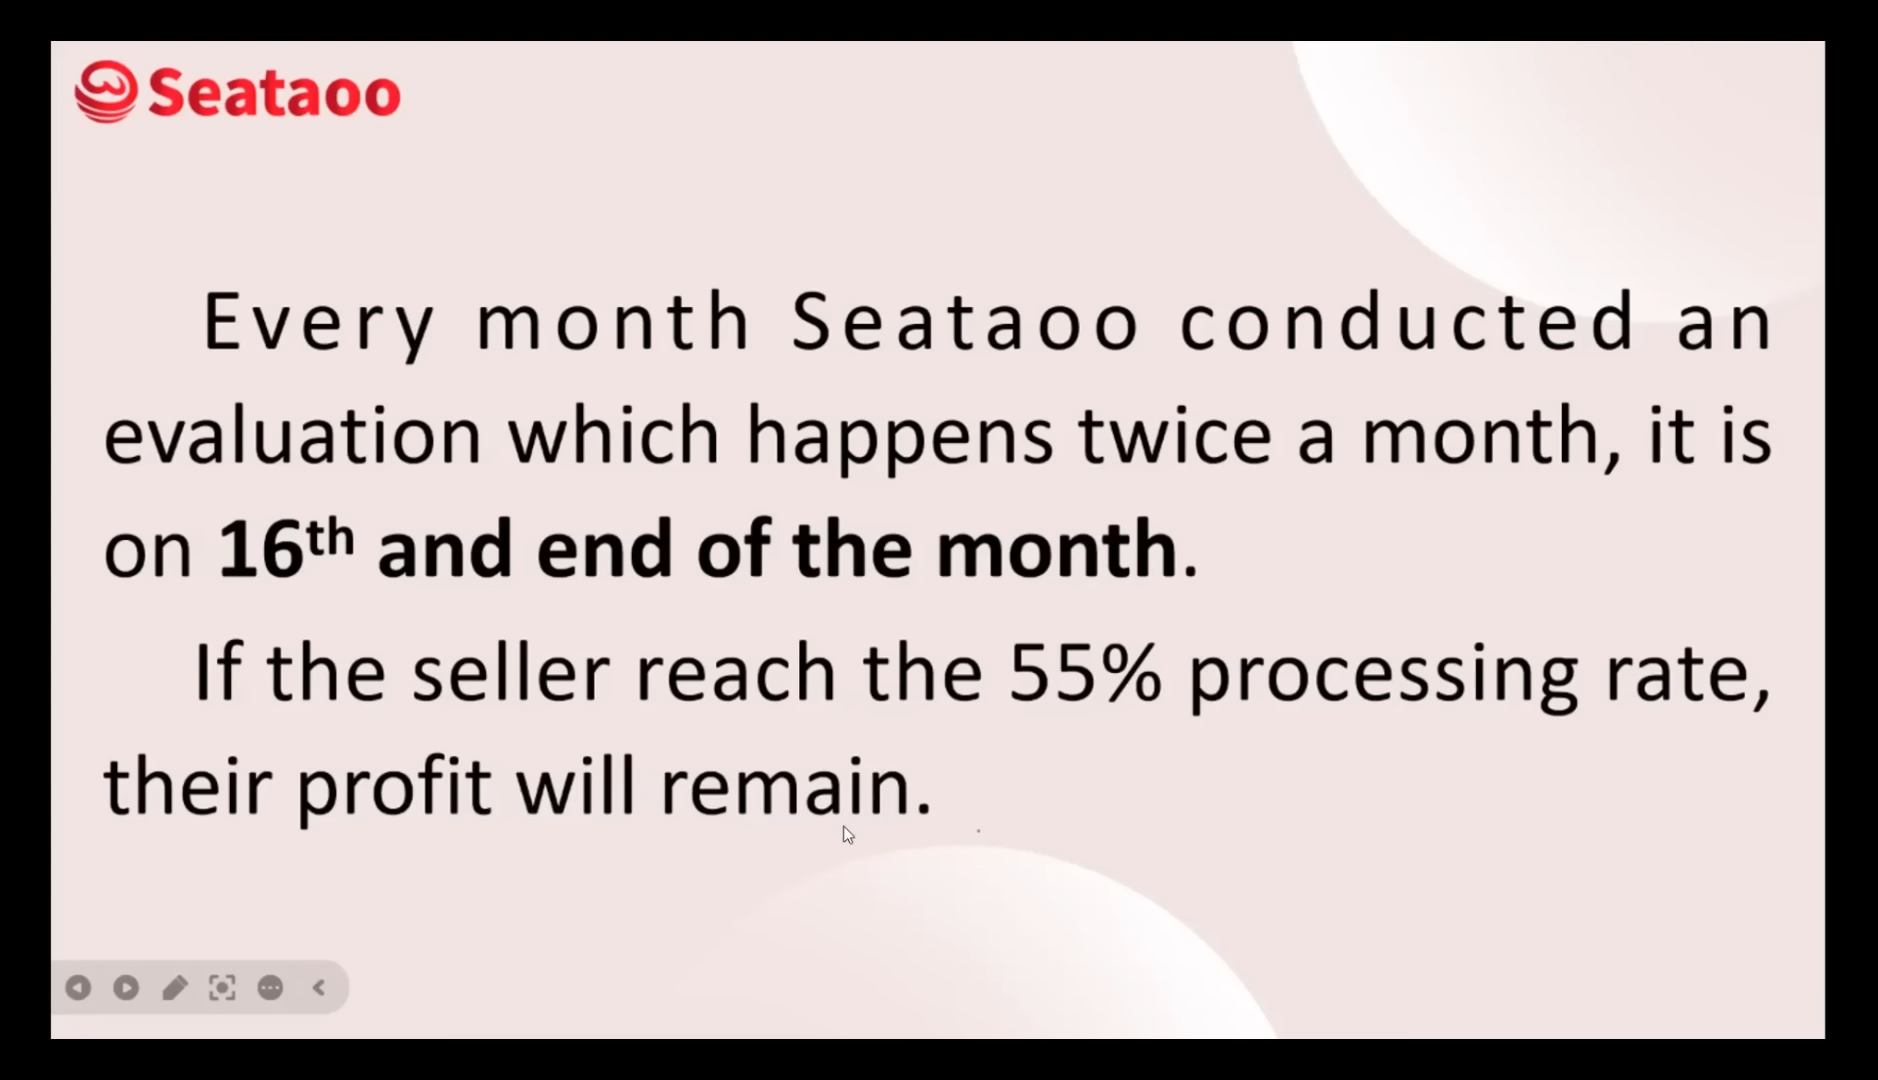 Seataoo
Every month Seataoo conducted an
evaluation which happens twice a month, it is
on 16th and end of the month.
If the seller reach the 55% processing rate,
their profit will remain.